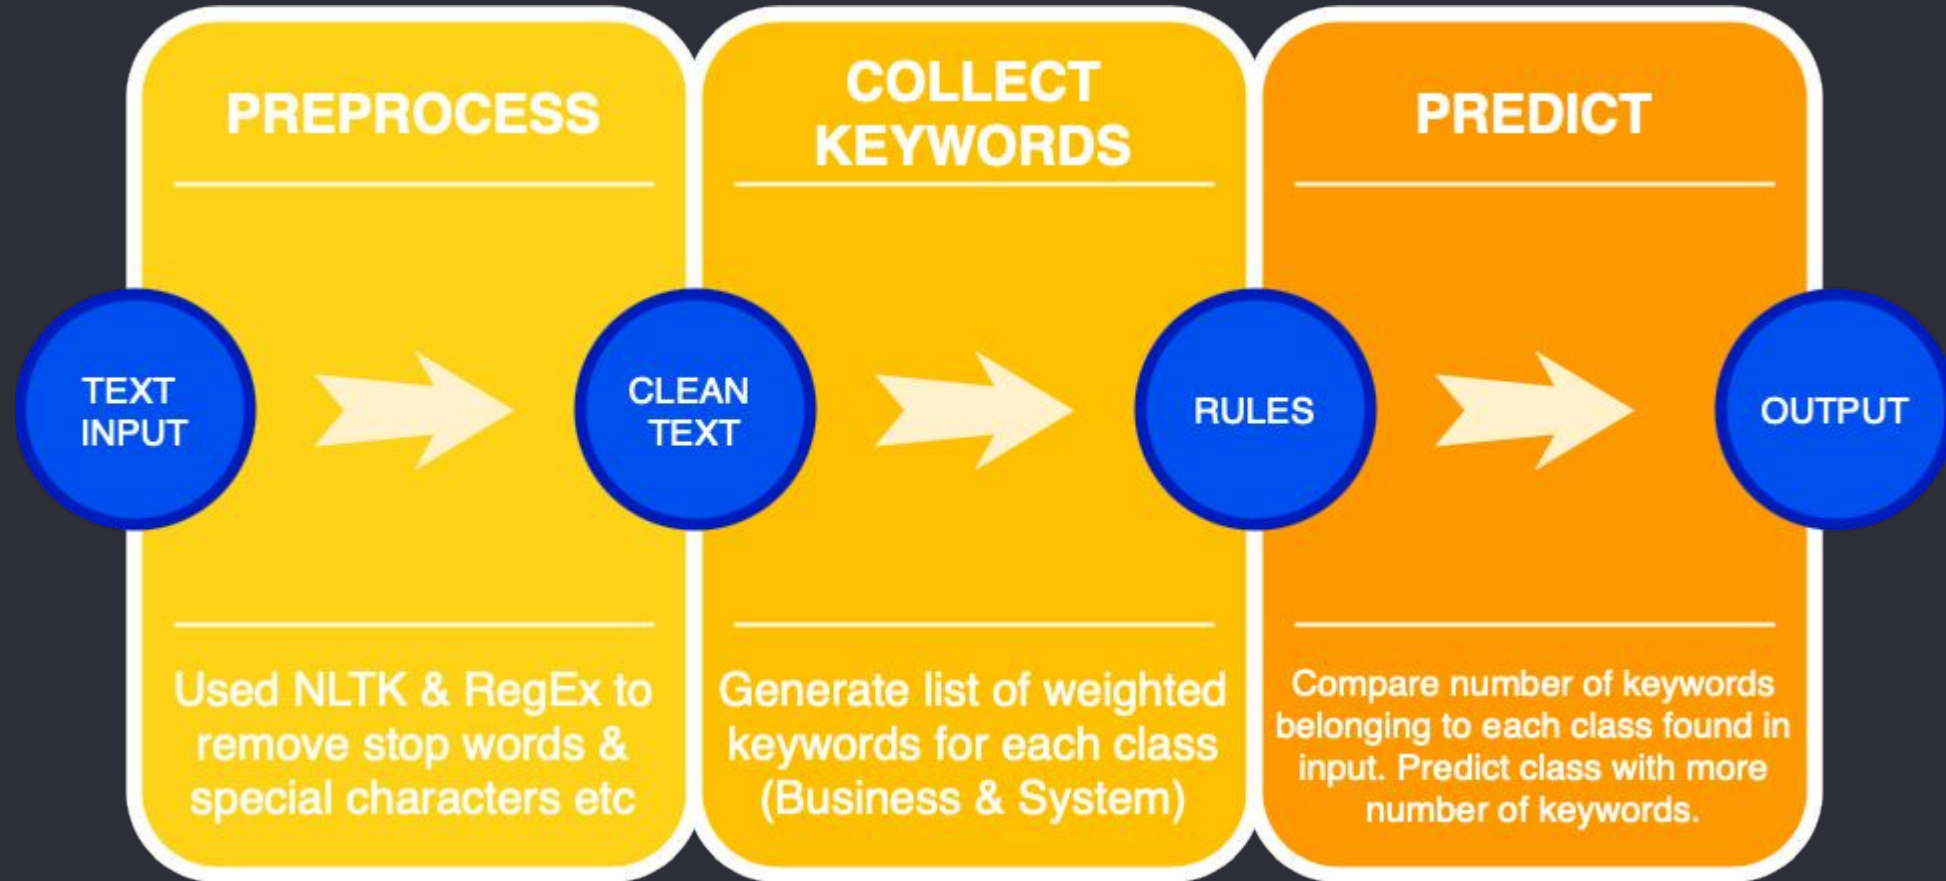 PREPROCESS
COLLECT
KEYWORDS
PREDICT
TEXT
INPUT
CLEAN
TEXT
RULES
OUTPUT
Used NLTK & RegEx to
remove stop words &
special characters etc
Generate list of weighted
keywords for each class
(Business & System)
Compare number of keywords
belonging to each class found in
input. Predict class with more
number of keywords.